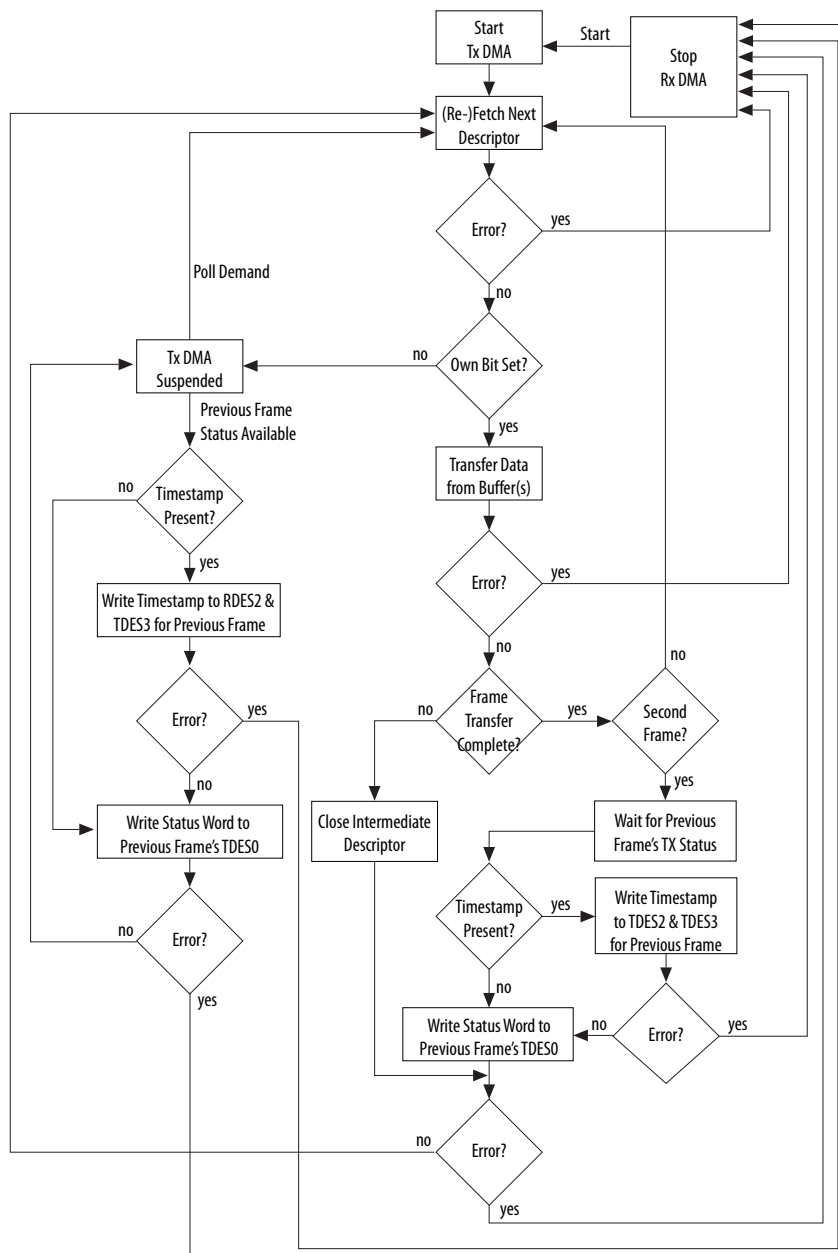 Start
Tx DMA
Start
Stop
Rx DMA
(Re-)Fetch Next
Descriptor
Error?
yes
no
Poll Demand
Own Bit Set?
no
yes
Tx DMA
Suspended
Previous Frame
Status Available
Transfer Data
from Buffer(s)
no
Timestamp
Present?
yes
Error?
yes
no
Write Timestamp to RDES2 &
TDES3 for Previous Frame
no
Frame
Transfer
Complete?
yes
no
Second
Frame?
yes
Error?
yes
no
Write Status Word to
Previous Frame's TDES0
Close Intermediate
Descriptor
Wait for Previous
Frame's TX Status
no
Error?
yes
Timestamp
Present?
yes
no
Write Timestamp
to TDES2 & TDES3
for Previous Frame
Write Status Word to
Previous Frame's TDES0
no
Error?
yes
no
Error?
yes